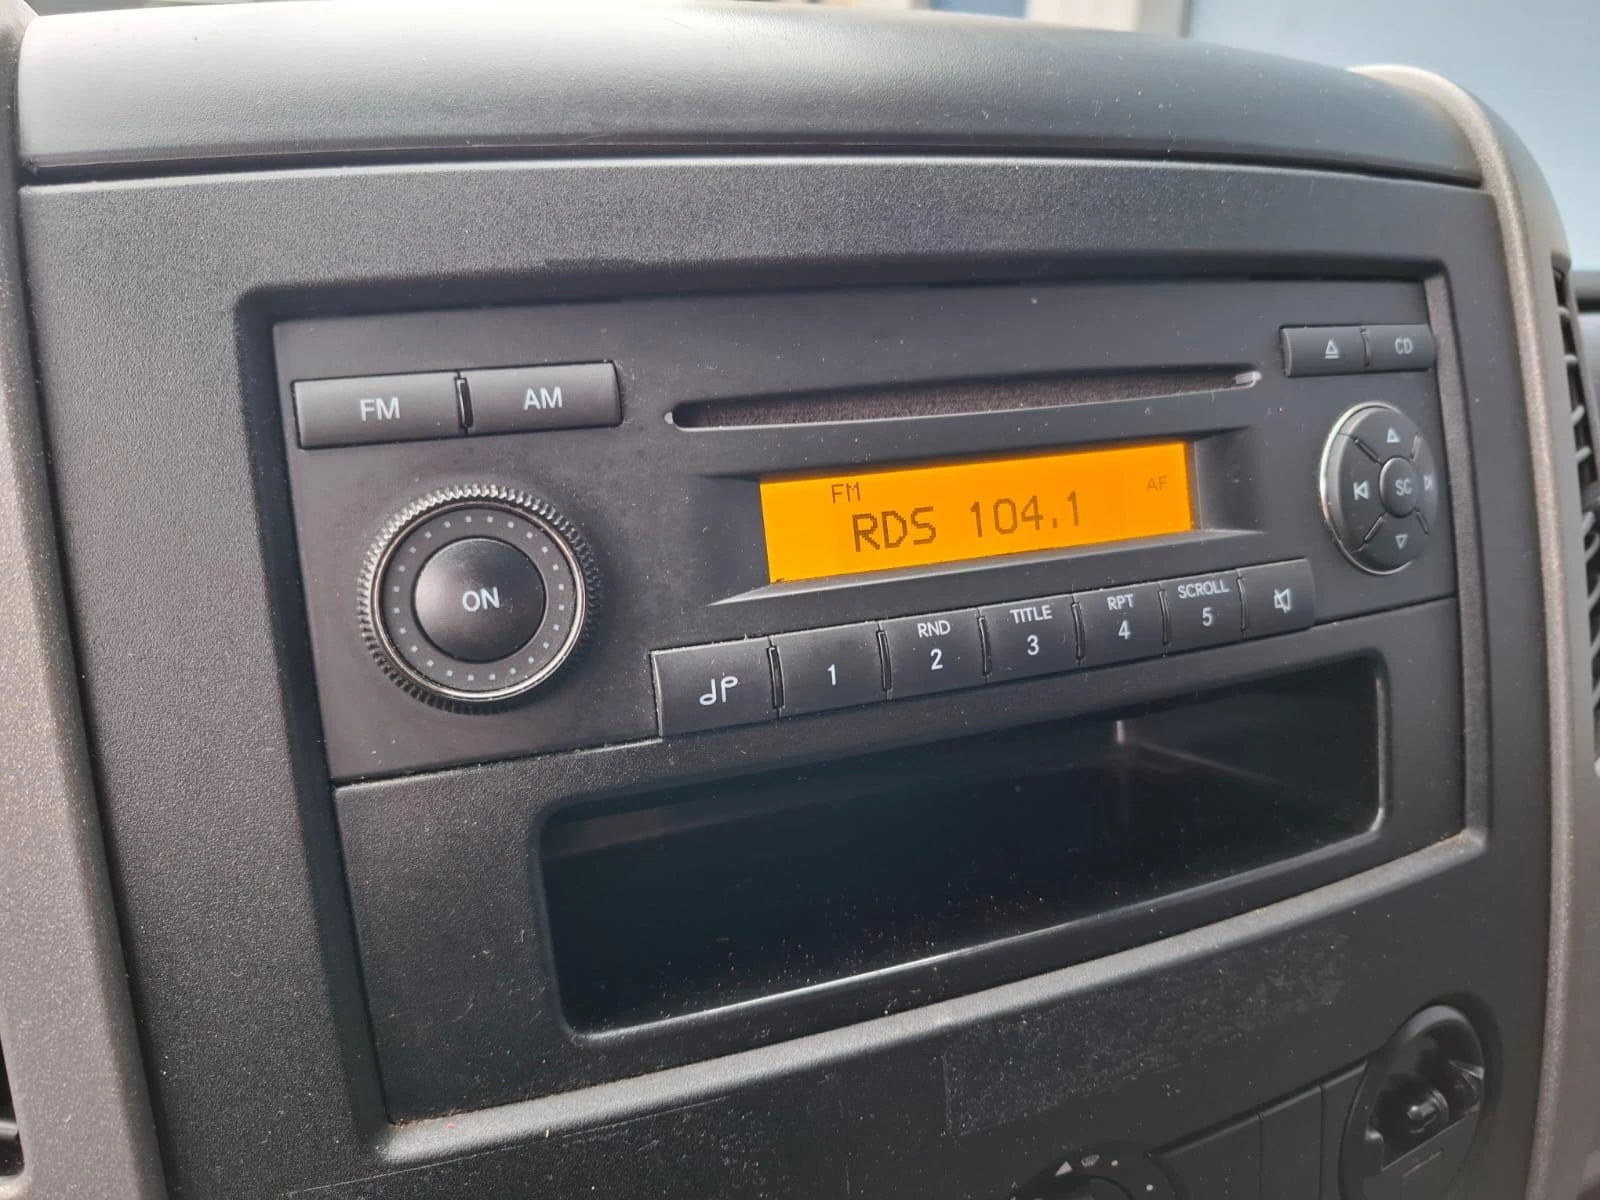 FM AM
CD
FM AF
RDS 104.1
SC
ON
RND TITLE RPT SCROLL
1 2 3 4 5